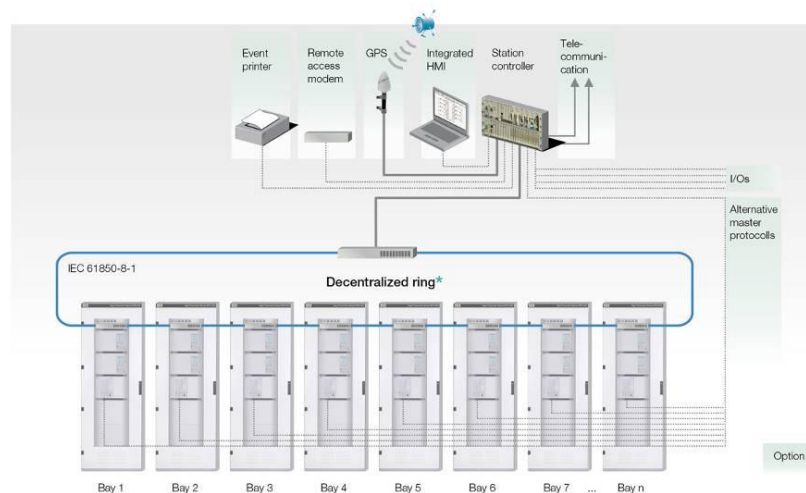 Event
printer
Remote
access
modem
GPS
Integrated
HMI
Station
controller
Tele-
communi-
cation
I/Os
Alternative
master
protocolls
IEC 61850-8-1
Decentralized ring*
Option
Bay 1
Bay 2
Bay 3
Bay 4
Bay 5
Bay 6
Bay 7
...
Bay n